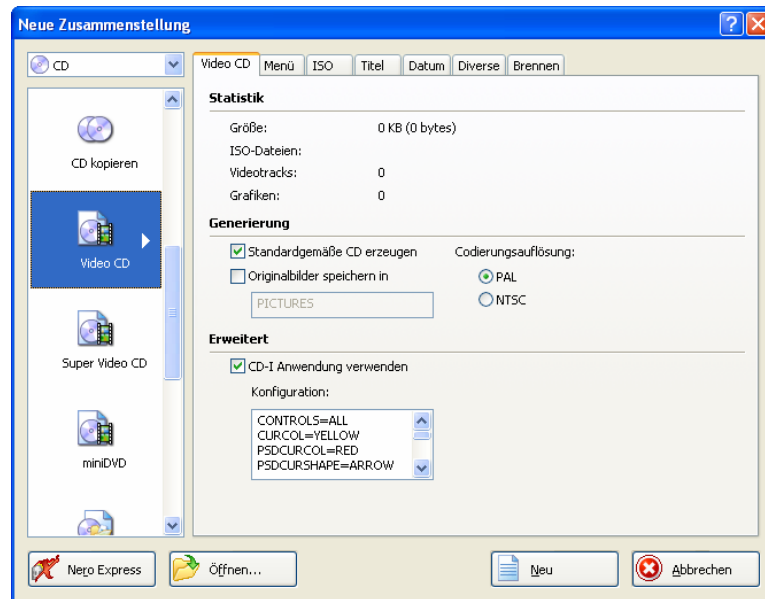 Neue Zusammenstellung
CD
CD kopieren
Video CD
Super Video CD
miniDVD
Video CD Menü ISO Titel Datum Diverse Brennen
Statistik
Größe: 0 KB (0 bytes)
ISO-Dateien:
Videotracks: 0
Grafiken: 0
Generierung
Standardgemäße CD erzeugen
Originalbilder speichern in
PICTURES
Codierungsauflösung:
PAL
NTSC
Erweitert
CD-I Anwendung verwenden
Konfiguration:
CONTROLS=ALL
CURCOL=YELLOW
PSDCURCOL=RED
PSDCURSHAPE=ARROW
Nero Express Öffnen... Neu Abbrechen